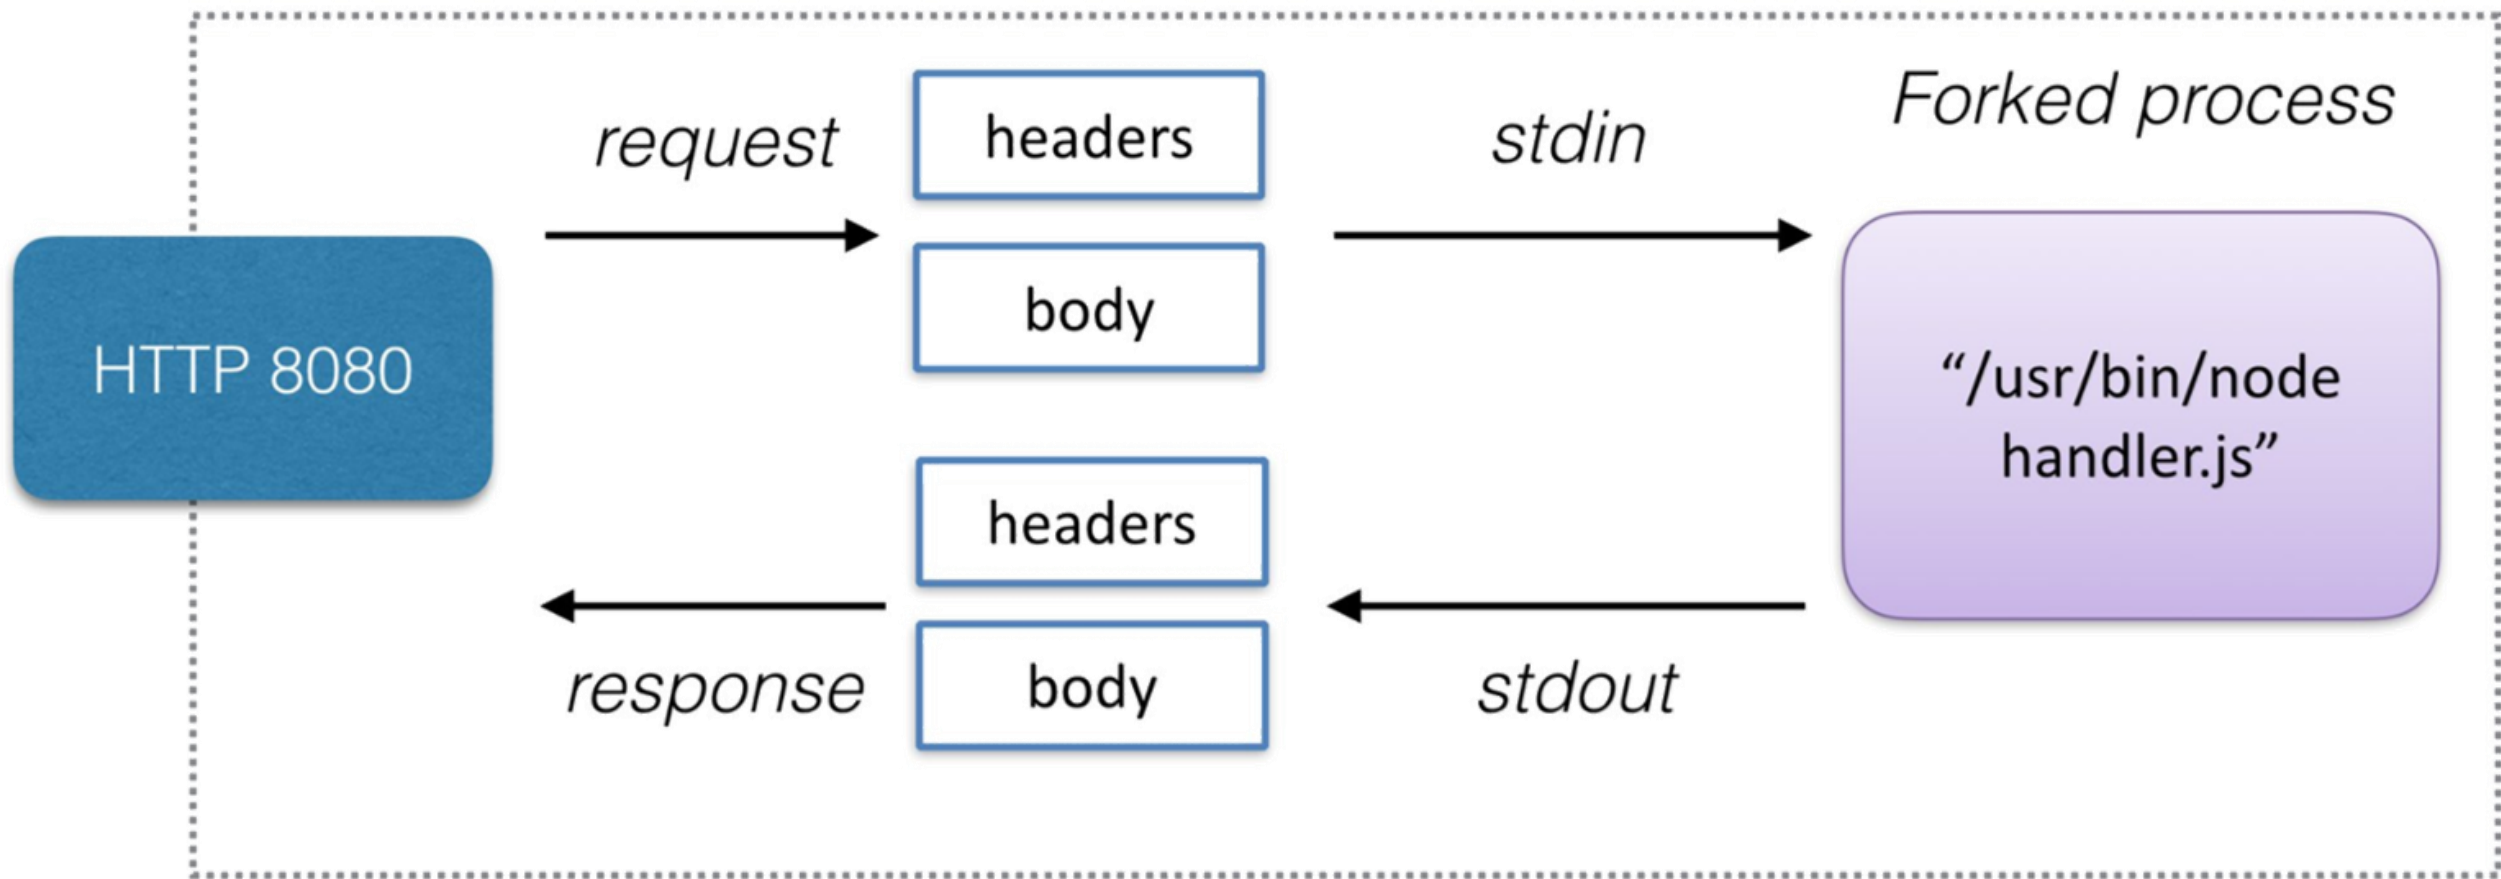 request
headers
stdin
Forked process
body
HTTP 8080
“/usr/bin/node
handler.js”
headers
response
body
stdout